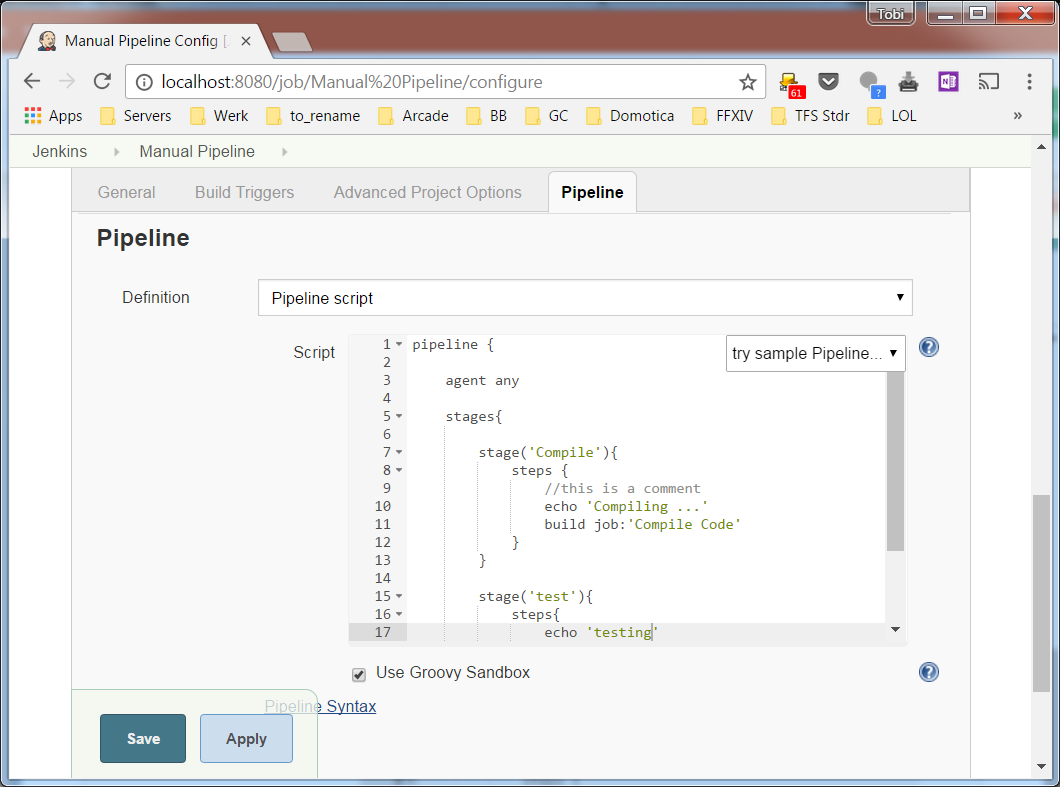 Tobi
Manual Pipeline Config [
localhost:8080/job/Manual%20Pipeline/configure
61
?
Apps Servers Werk to_rename Arcade BB GC Domotica FFXIV TFS Stdr LOL »
Jenkins Manual Pipeline
General Build Triggers Advanced Project Options Pipeline
Pipeline
Definition Pipeline script
Script
try sample Pipeline...
1 pipeline {
2
3     agent any
4
5     stages{
6
7         stage('Compile'){
8             steps {
9                 //this is a comment
10                 echo 'Compiling ...'
11                 build job:'Compile Code'
12             }
13         }
14
15         stage('test'){
16             steps{
17                 echo 'testing'
Use Groovy Sandbox
Pipeline Syntax
Save Apply